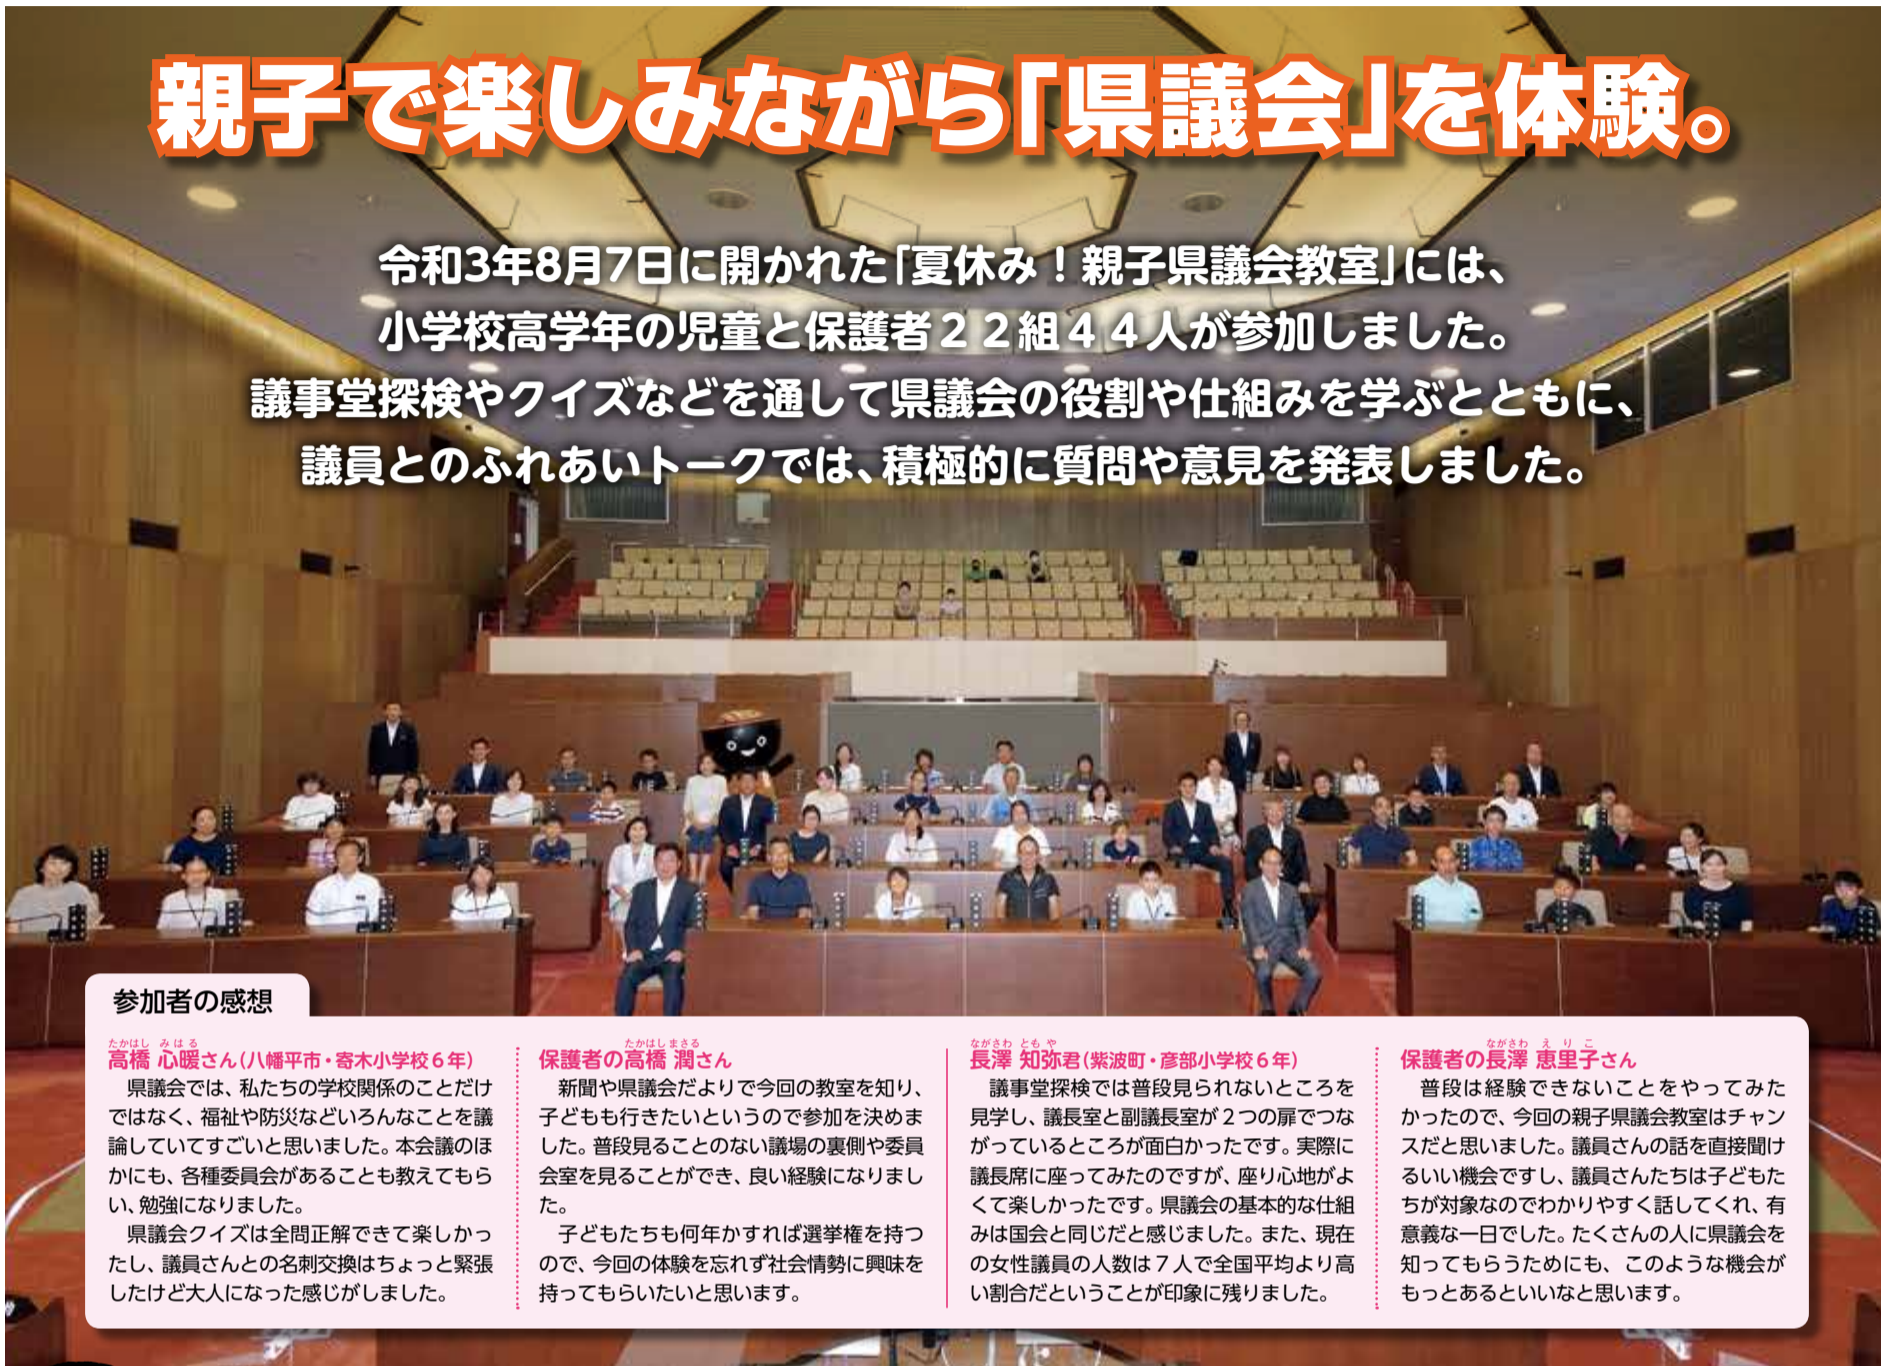 親子で楽しみながら「県議会」を体験。
令和3年8月7日に開かれた「夏休み！親子県議会教室」には、
小学校高学年の児童と保護者２２組４４人が参加しました。
議事堂探検やクイズなどを通して県議会の役割や仕組みを学ぶとともに、
議員とのふれあいトークでは、積極的に質問や意見を発表しました。
参加者の感想
たかはし みはる
高橋 心暖さん（八幡平市・寄木小学校６年）
県議会では、私たちの学校関係のことだけ
ではなく、福祉や防災などいろんなことを議
論していてすごいと思いました。本会議のほ
かにも、各種委員会があることも教えてもら
い、勉強になりました。
県議会クイズは全問正解できて楽しかっ
たし、議員さんとの名刺交換はちょっと緊張
したけど大人になった感じがしました。
たかはし まさる
保護者の高橋 潤さん
新聞や県議会だよりで今回の教室を知り、
子どもも行きたいというので参加を決めま
した。普段見ることのない議場の裏側や委員
会室を見ることができ、良い経験になりまし
た。
子どもたちも何年かすれば選挙権を持つ
ので、今回の体験を忘れず社会情勢に興味を
持ってもらいたいと思います。
ながさわ ともや
長澤 知弥君（紫波町・彦部小学校６年）
議事堂探検では普段見られないところを
見学し、議長室と副議長室が２つの扉でつな
がっているところが面白かったです。実際に
議長席に座ってみたのですが、座り心地がよ
くて楽しかったです。県議会の基本的な仕組
みは国会と同じだと感じました。また、現在
の女性議員の人数は７人で全国平均より高
い割合だということが印象に残りました。
ながさわ えりこ
保護者の長澤 恵里子さん
普段は経験できないことをやってみた
かったので、今回の親子県議会教室はチャン
スだと思いました。議員さんの話を直接聞け
るいい機会ですし、議員さんたちは子どもた
ちが対象なのでわかりやすく話してくれ、有
意義な一日でした。たくさんの人に県議会を
知ってもらうためにも、このような機会が
もっとあるといいなと思います。